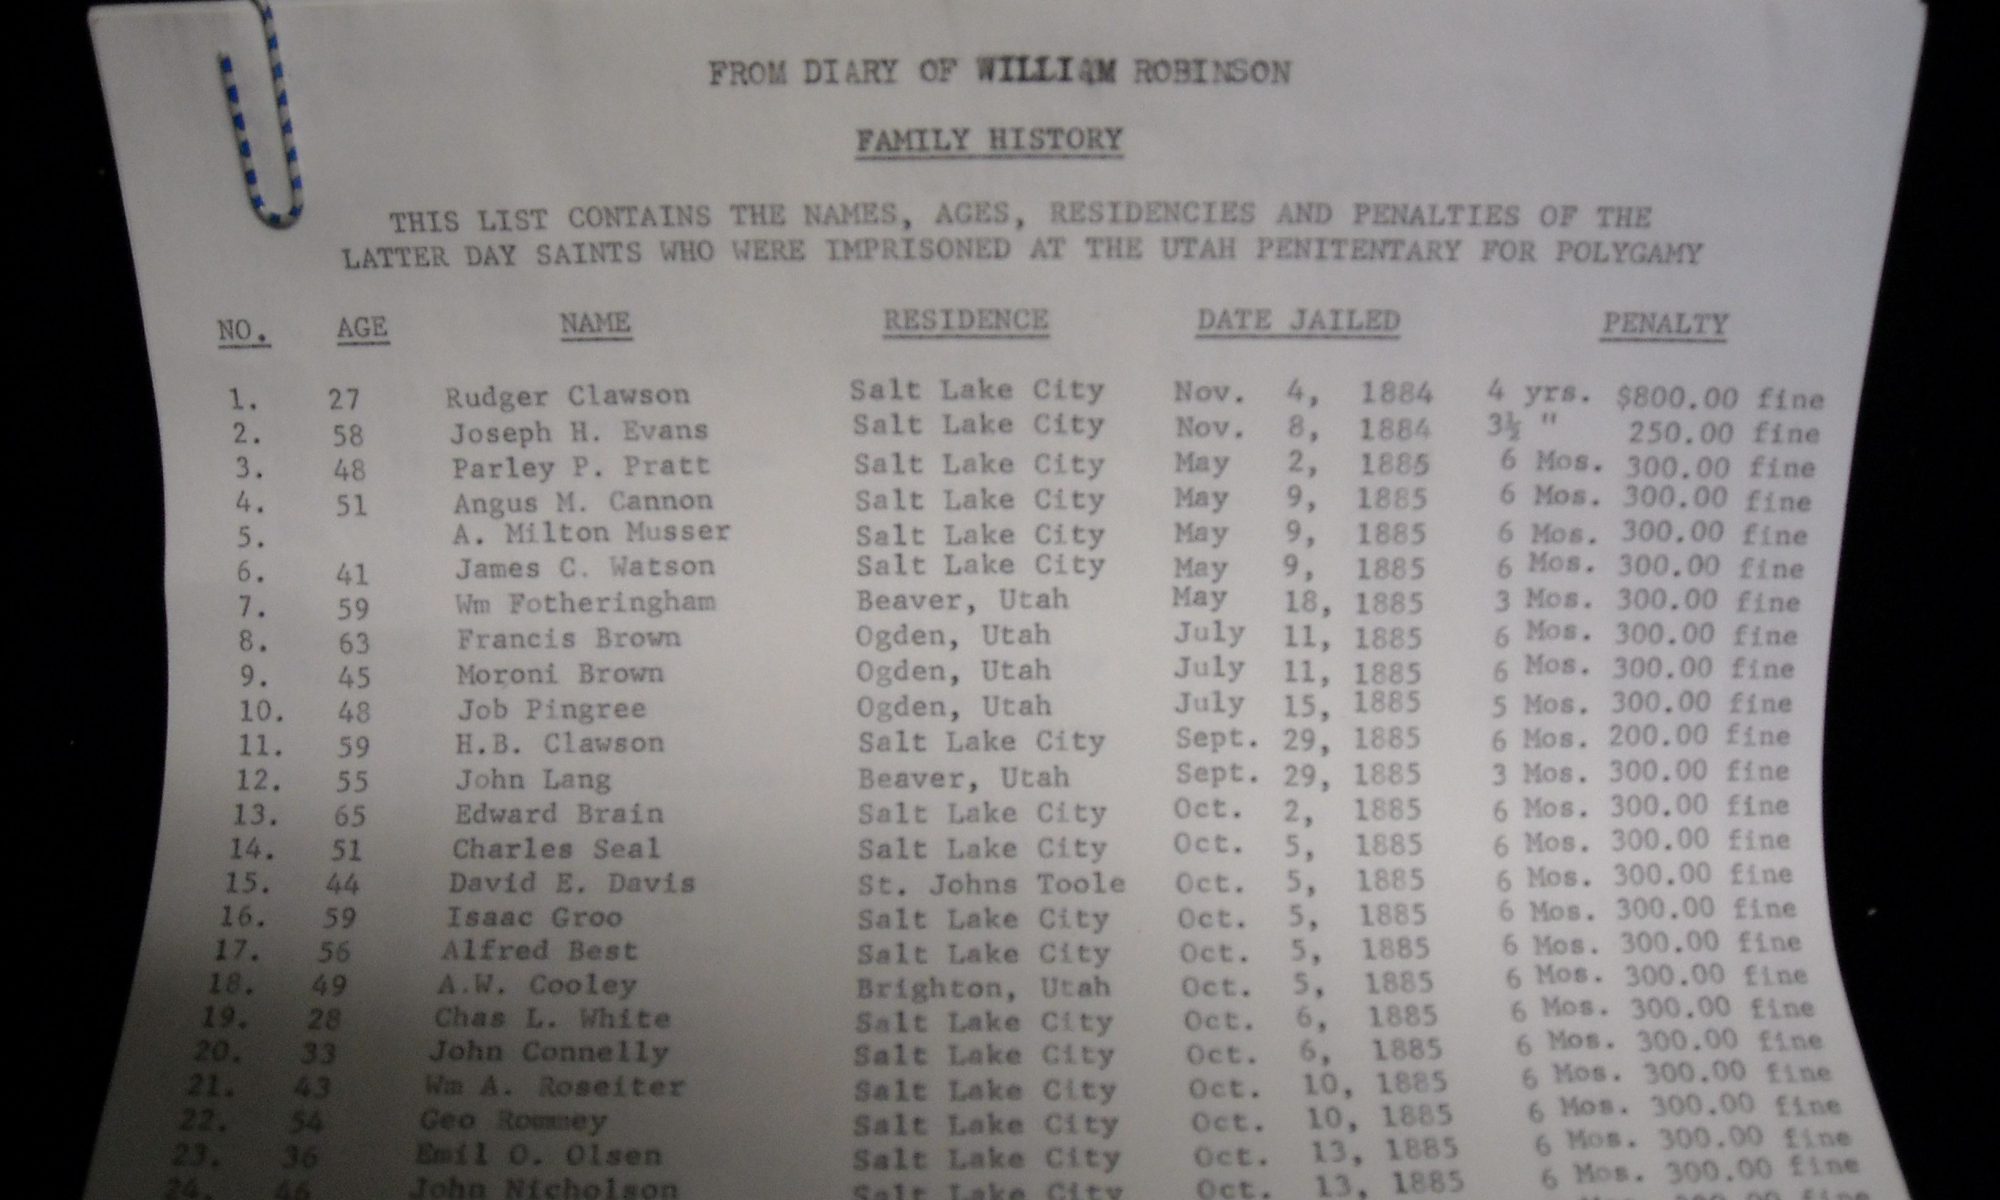 FROM DIARY OF WILLIAM ROBINSON
FAMILY HISTORY
THIS LIST CONTAINS THE NAMES, AGES, RESIDENCIES AND PENALTIES OF THE
LATTER DAY SAINTS WHO WERE IMPRISONED AT THE UTAH PENITENTARY FOR POLYGAMY
NO. AGE NAME RESIDENCE DATE JAILED PENALTY
1. 27 Rudger Clawson Salt Lake City Nov. 4, 1884 4 yrs. $800.00 fine
2. 58 Joseph H. Evans Salt Lake City Nov. 8, 1884 3½ " 250.00 fine
3. 48 Parley P. Pratt Salt Lake City May 2, 1885 6 Mos. 300.00 fine
4. 51 Angus M. Cannon Salt Lake City May 9, 1885 6 Mos. 300.00 fine
5. A. Milton Musser Salt Lake City May 9, 1885 6 Mos. 300.00 fine
6. 41 James C. Watson Salt Lake City May 9, 1885 6 Mos. 300.00 fine
7. 59 Wm Fotheringham Beaver, Utah May 18, 1885 3 Mos. 300.00 fine
8. 63 Francis Brown Ogden, Utah July 11, 1885 6 Mos. 300.00 fine
9. 45 Moroni Brown Ogden, Utah July 11, 1885 6 Mos. 300.00 fine
10. 48 Job Pingree Ogden, Utah July 15, 1885 5 Mos. 300.00 fine
11. 59 H.B. Clawson Salt Lake City Sept. 29, 1885 6 Mos. 200.00 fine
12. 55 John Lang Beaver, Utah Sept. 29, 1885 3 Mos. 300.00 fine
13. 65 Edward Brain Salt Lake City Oct. 2, 1885 6 Mos. 300.00 fine
14. 51 Charles Seal Salt Lake City Oct. 5, 1885 6 Mos. 300.00 fine
15. 44 David E. Davis St. Johns Toole Oct. 5, 1885 6 Mos. 300.00 fine
16. 59 Isaac Groo Salt Lake City Oct. 5, 1885 6 Mos. 300.00 fine
17. 56 Alfred Best Salt Lake City Oct. 5, 1885 6 Mos. 300.00 fine
18. 49 A.W. Cooley Brighton, Utah Oct. 5, 1885 6 Mos. 300.00 fine
19. 28 Chas L. White Salt Lake City Oct. 6, 1885 6 Mos. 300.00 fine
20. 33 John Connelly Salt Lake City Oct. 6, 1885 6 Mos. 300.00 fine
21. 43 Wm A. Roseiter Salt Lake City Oct. 10, 1885 6 Mos. 300.00 fine
22. 54 Geo Romney Salt Lake City Oct. 10, 1885 6 Mos. 300.00 fine
23. 36 Emil O. Olsen Salt Lake City Oct. 13, 1885 6 Mos. 300.00 fine
24. 46 John Nicholson Salt Lake City Oct. 13, 1885 6 Mos. 300.00 fine